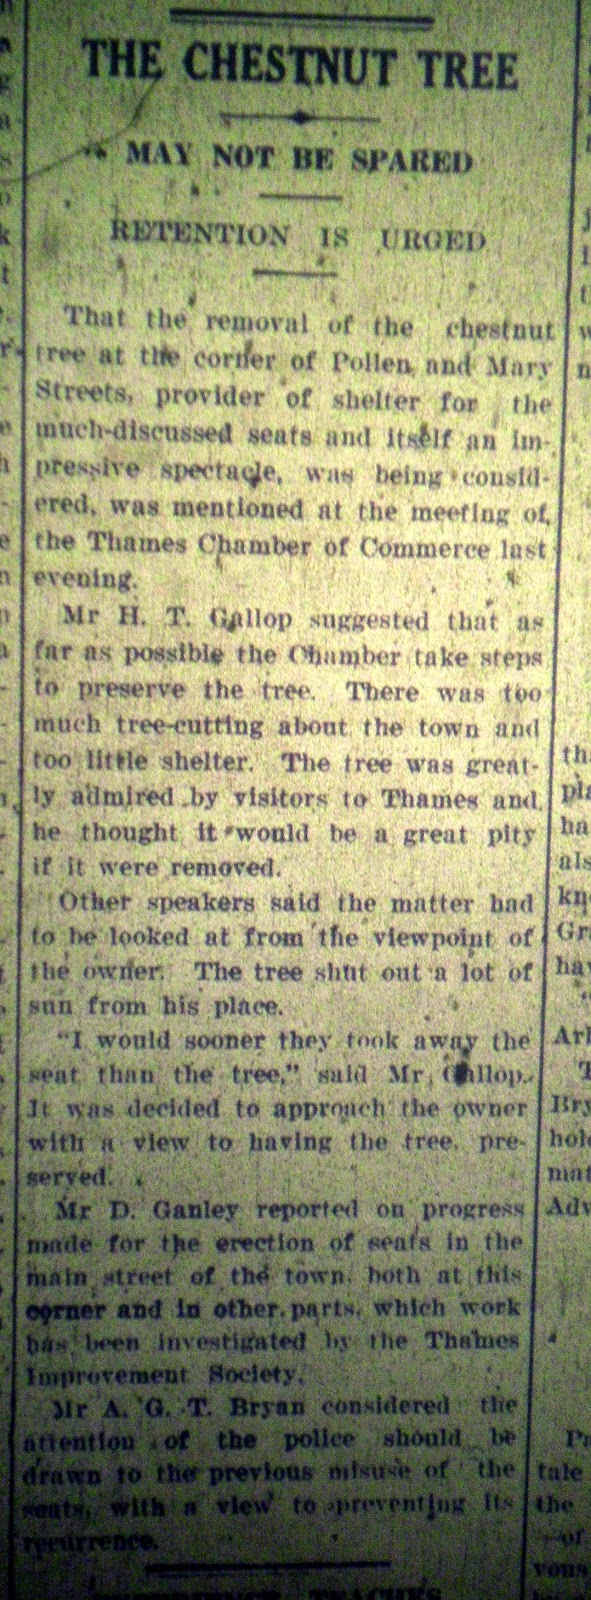 THE CHESTNUT TREE
MAY NOT BE SPARED
RETENTION IS URGED
That the removal of the chestnut
tree at the corner of Pollen and Mary
Streets, provider of shelter for the
much-discussed seats and itself an im-
pressive spectacle, was being consid-
ered, was mentioned at the meeting of
the Thames Chamber of Commerce last
evening.
Mr H. T. Gallop suggested that as
far as possible the Chamber take steps
to preserve the tree. There was too
much tree-cutting about the town and
too little shelter. The tree was great-
ly admired by visitors to Thames and
he thought it would be a great pity
if it were removed.
Other speakers said the matter had
to be looked at from the viewpoint of
the owner. The tree shut out a lot of
sun from his place.
"I would sooner they took away the
seat than the tree," said Mr Gallop.
It was decided to approach the owner
with a view to having the tree pre-
served.
Mr D. Ganley reported on progress
made for the erection of seats in the
main street of the town, both at this
corner and in other parts, which work
has been investigated by the Thames
Improvement Society.
Mr A. G. T. Bryan considered the
attention of the police should be
drawn to the previous misuse of the
seats, with a view to preventing its
recurrence.